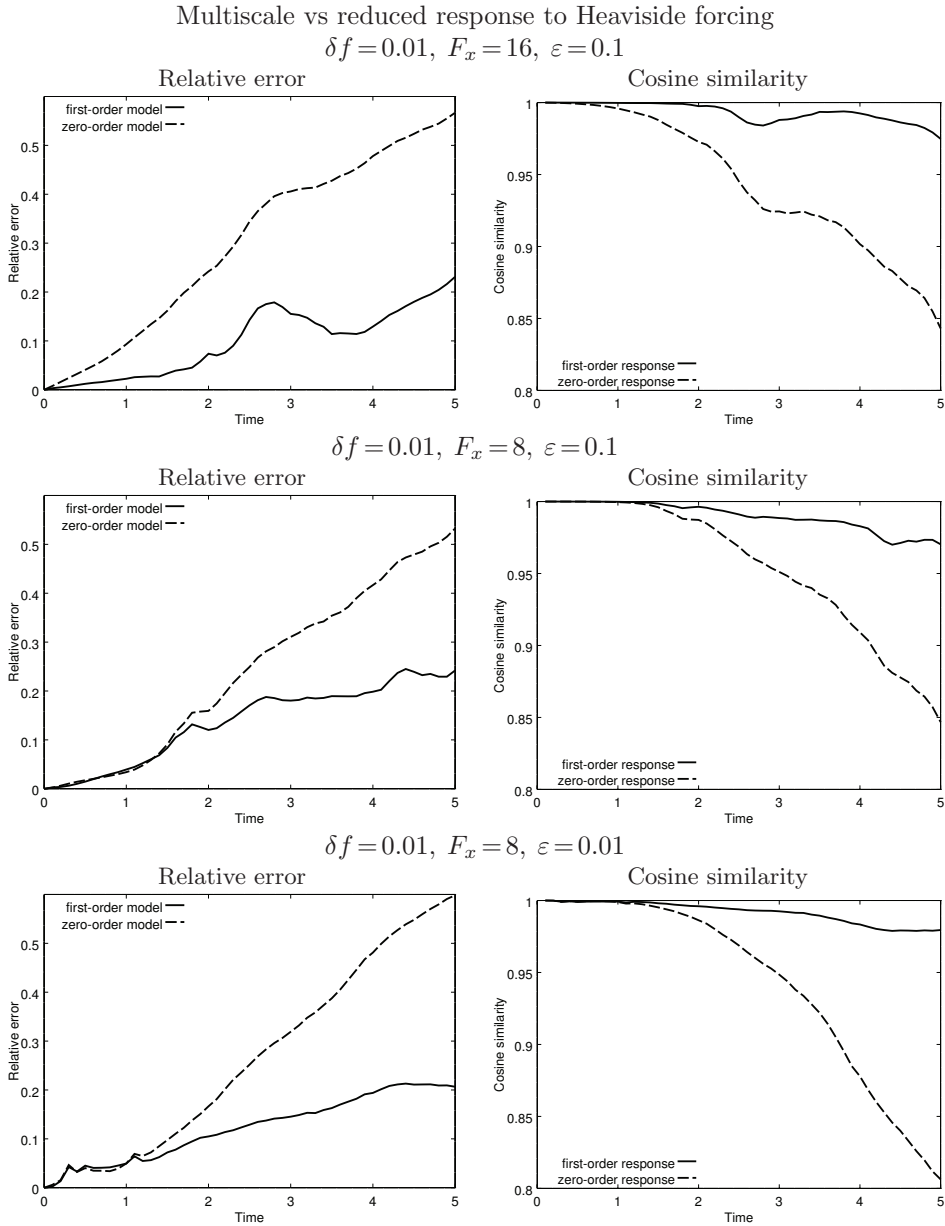 Multiscale vs reduced response to Heaviside forcing
δf = 0.01, Fₓ = 16, ε = 0.1
Relative error
first-order model
zero-order model
0.5
0.4
0.3
0.2
0.1
0
Relative error
0 1 2 3 4 5
Time
Cosine similarity
1
0.95
0.9
0.85
0.8
Cosine similarity
first-order response
zero-order response
0 1 2 3 4 5
Time
δf = 0.01, Fₓ = 8, ε = 0.1
Relative error
first-order model
zero-order model
0.5
0.4
0.3
0.2
0.1
0
Relative error
0 1 2 3 4 5
Time
Cosine similarity
1
0.95
0.9
0.85
0.8
Cosine similarity
first-order response
zero-order response
0 1 2 3 4 5
Time
δf = 0.01, Fₓ = 8, ε = 0.01
Relative error
first-order model
zero-order model
0.5
0.4
0.3
0.2
0.1
0
Relative error
0 1 2 3 4 5
Time
Cosine similarity
1
0.95
0.9
0.85
0.8
Cosine similarity
first-order response
zero-order response
0 1 2 3 4 5
Time